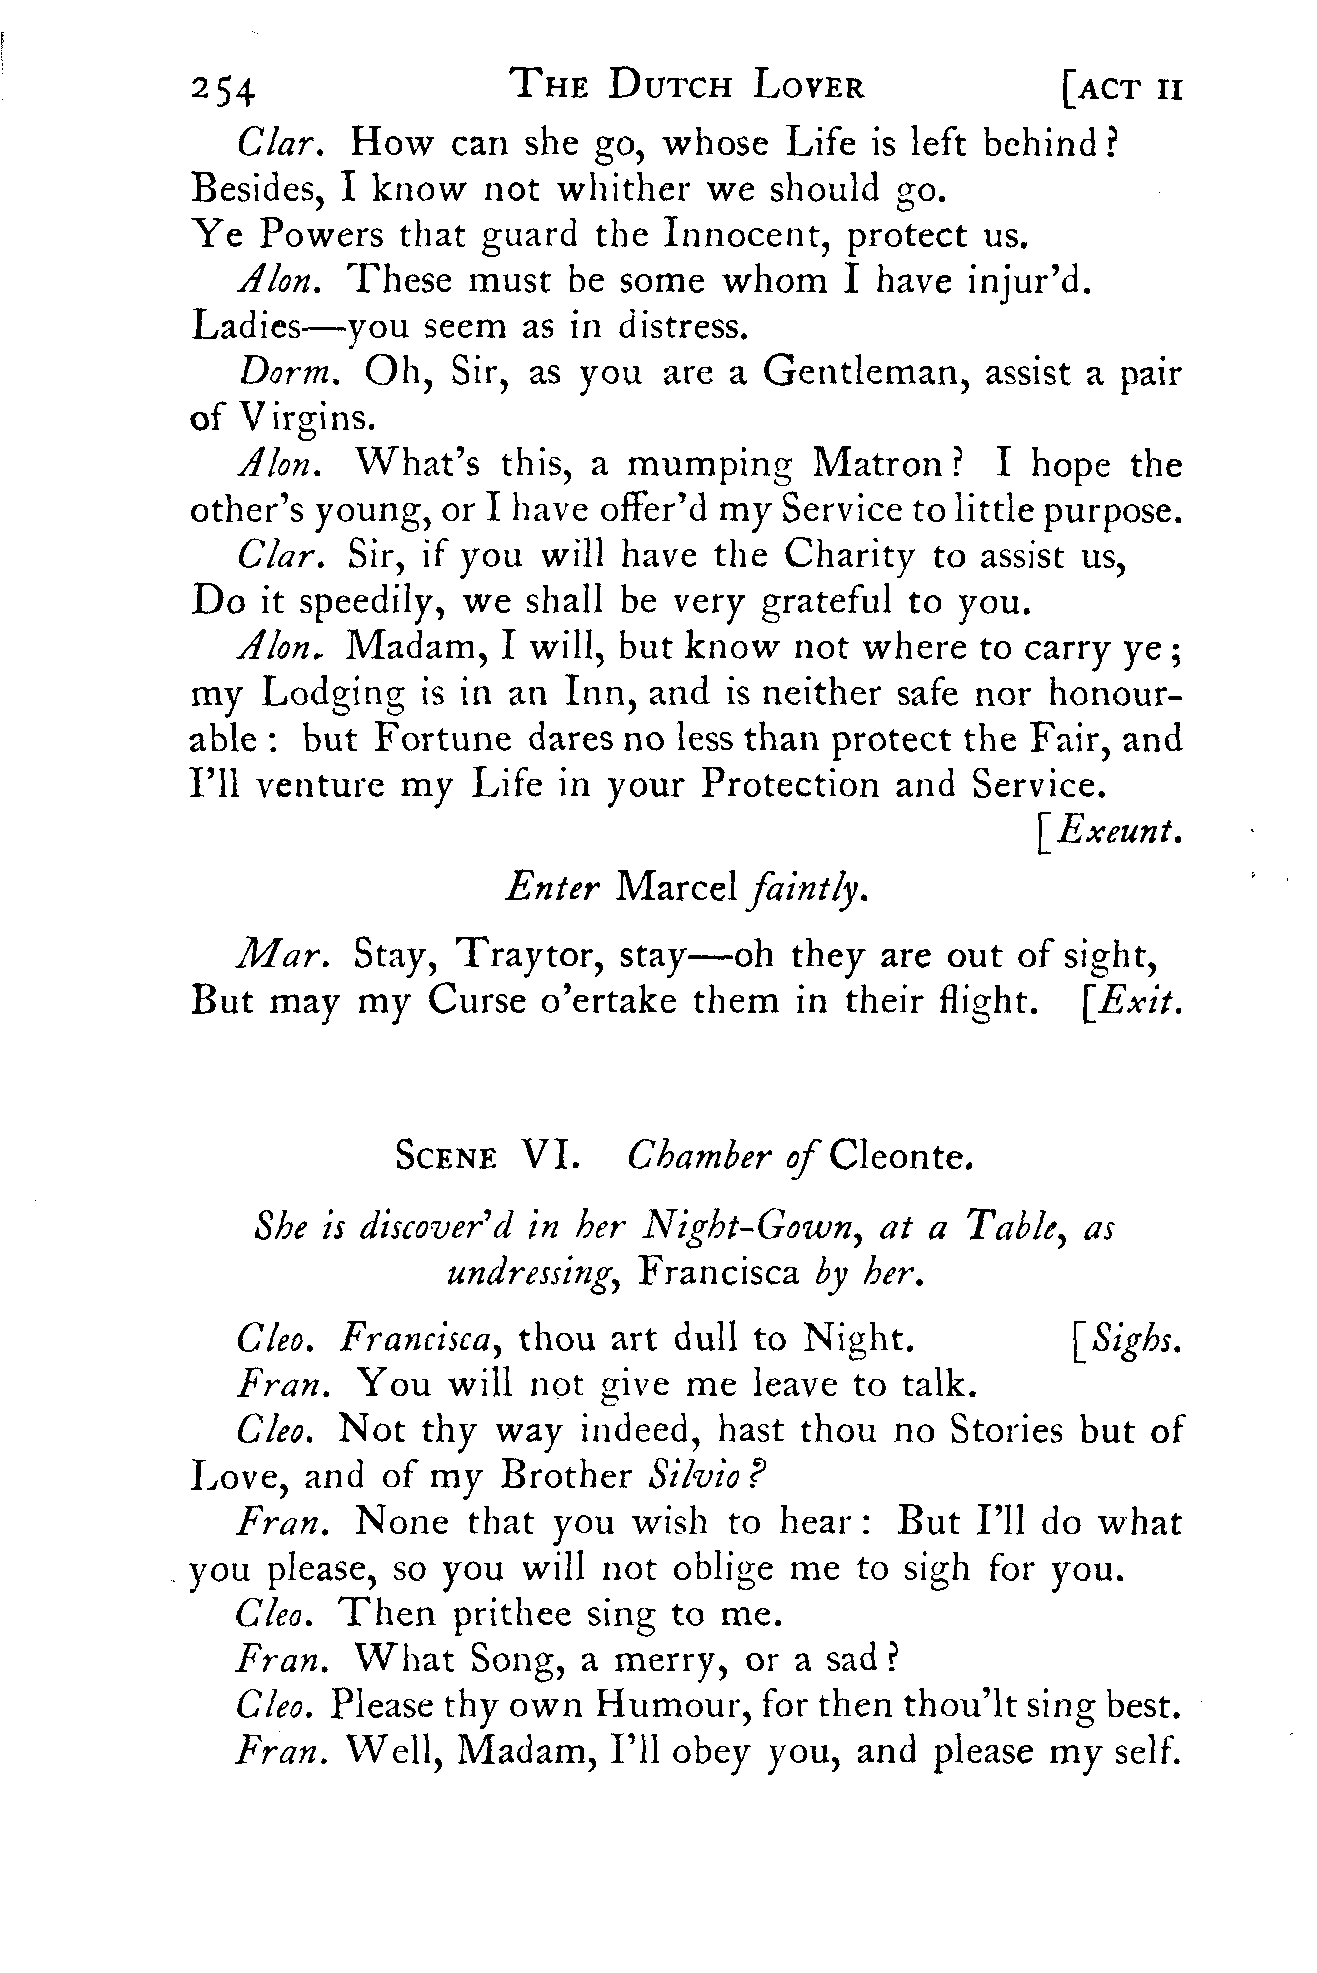 254 THE DUTCH LOVER [ACT II
Clar. How can she go, whose Life is left behind?
Besides, I know not whither we should go.
Ye Powers that guard the Innocent, protect us.
Alon. These must be some whom I have injur'd.
Ladies—you seem as in distress.
Dorm. Oh, Sir, as you are a Gentleman, assist a pair
of Virgins.
Alon. What's this, a mumping Matron? I hope the
other's young, or I have offer'd my Service to little purpose.
Clar. Sir, if you will have the Charity to assist us,
Do it speedily, we shall be very grateful to you.
Alon. Madam, I will, but know not where to carry ye;
my Lodging is in an Inn, and is neither safe nor honour-
able: but Fortune dares no less than protect the Fair, and
I'll venture my Life in your Protection and Service.
[Exeunt.
Enter Marcel faintly.
Mar. Stay, Traytor, stay—oh they are out of sight,
But may my Curse o'ertake them in their flight. [Exit.
SCENE VI. Chamber of Cleonte.
She is discover'd in her Night-Gown, at a Table, as
undressing, Francisca by her.
Cleo. Francisca, thou art dull to Night. [Sighs.
Fran. You will not give me leave to talk.
Cleo. Not thy way indeed, hast thou no Stories but of
Love, and of my Brother Silvio?
Fran. None that you wish to hear: But I'll do what
you please, so you will not oblige me to sigh for you.
Cleo. Then prithee sing to me.
Fran. What Song, a merry, or a sad?
Cleo. Please thy own Humour, for then thou'lt sing best.
Fran. Well, Madam, I'll obey you, and please my self.